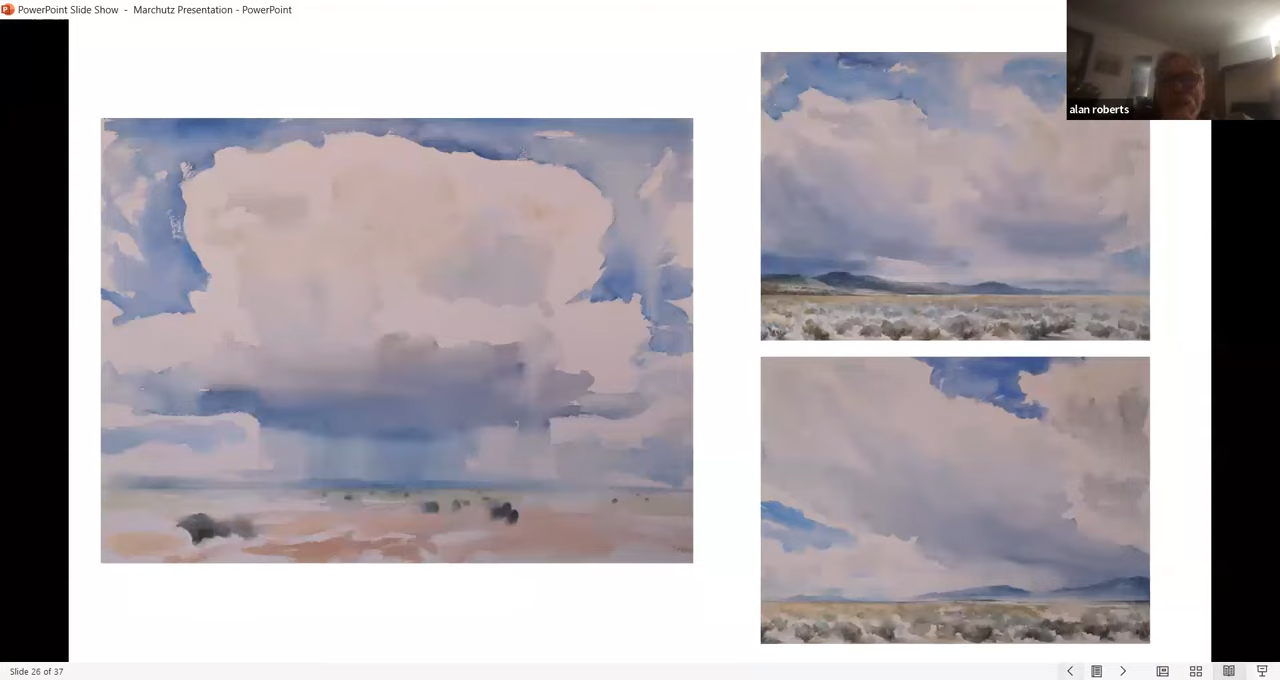 PowerPoint Slide Show - Marchutz Presentation - PowerPoint
alan roberts
Slide 26 of 37